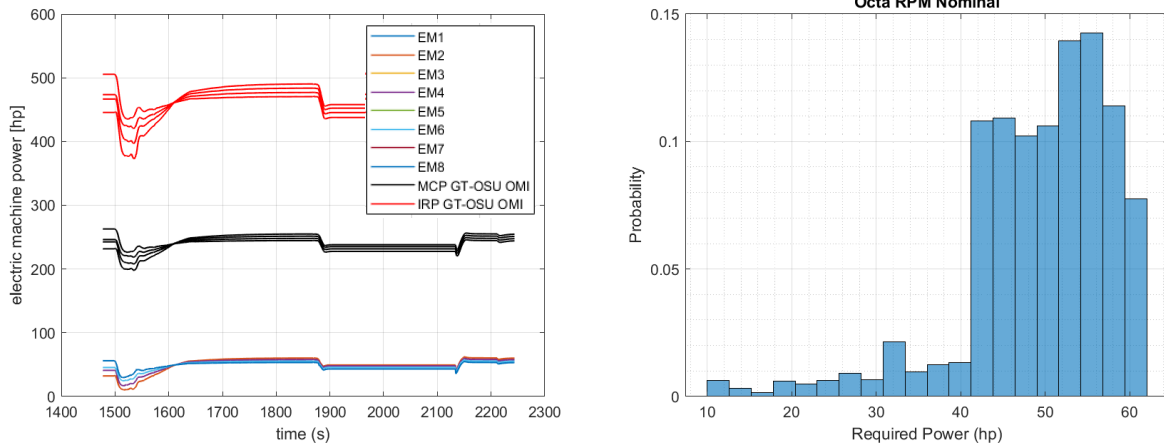 600
500
400
300
200
100
0
electric machine power [hp]
1400 1500 1600 1700 1800 1900 2000 2100 2200 2300
time (s)
EM1
EM2
EM3
EM4
EM5
EM6
EM7
EM8
MCP GT-OSU OMI
IRP GT-OSU OMI
Octa RPM Nominal
0.15
0.1
0.05
0
Probability
10 20 30 40 50 60
Required Power (hp)